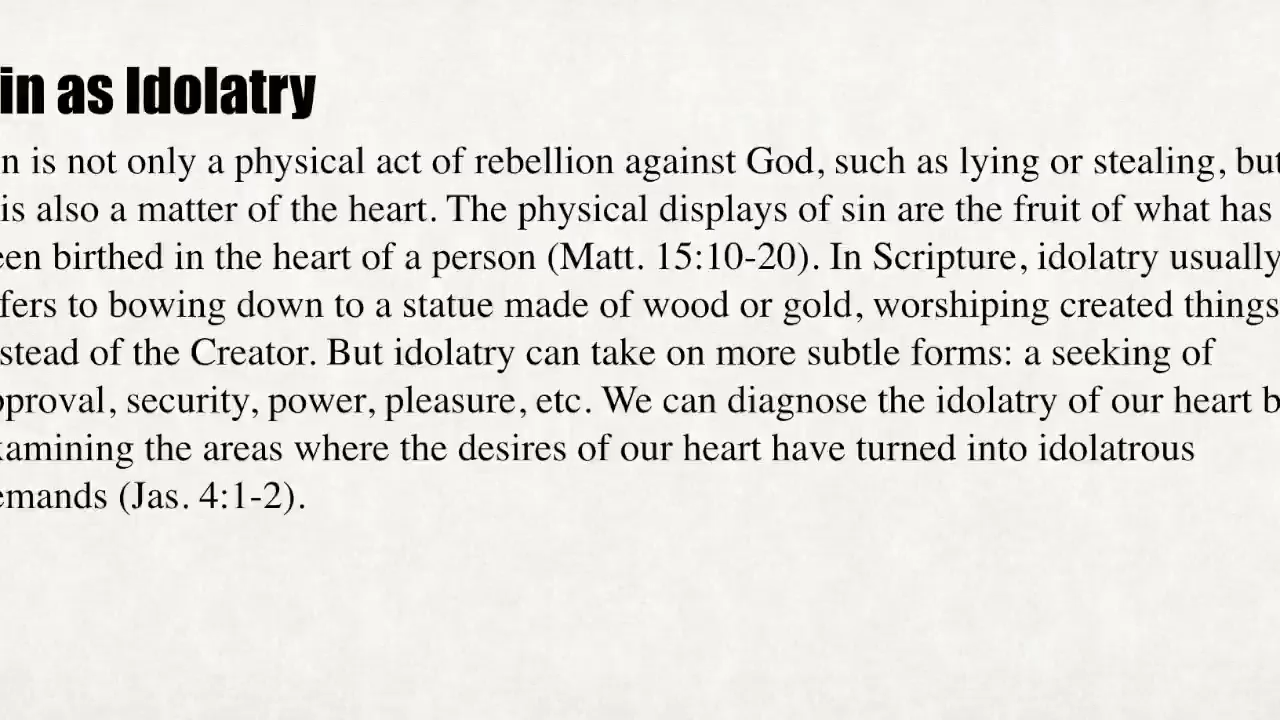 in as Idolatry
n is not only a physical act of rebellion against God, such as lying or stealing, but
is also a matter of the heart. The physical displays of sin are the fruit of what has
een birthed in the heart of a person (Matt. 15:10-20). In Scripture, idolatry usually
fers to bowing down to a statue made of wood or gold, worshiping created things
stead of the Creator. But idolatry can take on more subtle forms: a seeking of
pproval, security, power, pleasure, etc. We can diagnose the idolatry of our heart b
xamining the areas where the desires of our heart have turned into idolatrous
emands (Jas. 4:1-2).